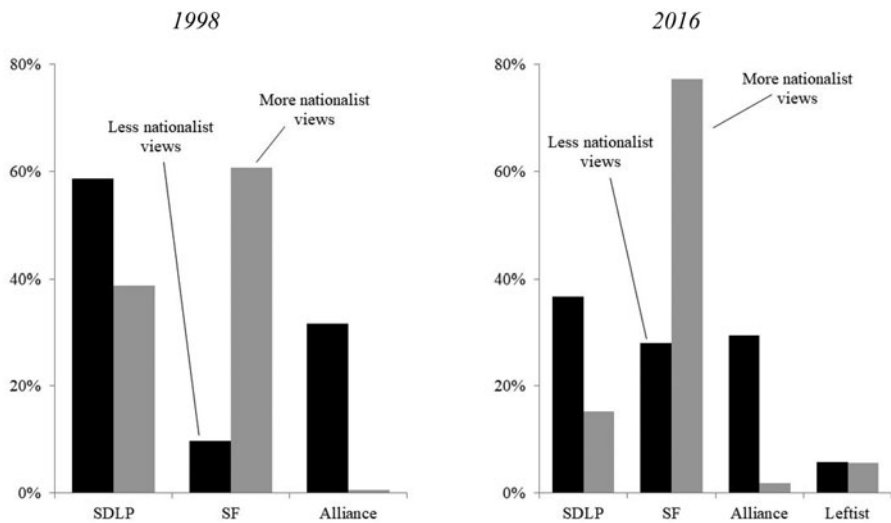 1998
80%
60%
40%
20%
0%
Less nationalist
views
More nationalist
views
SDLP
SF
Alliance
2016
80%
60%
40%
20%
0%
Less nationalist
views
More nationalist
views
SDLP
SF
Alliance
Leftist